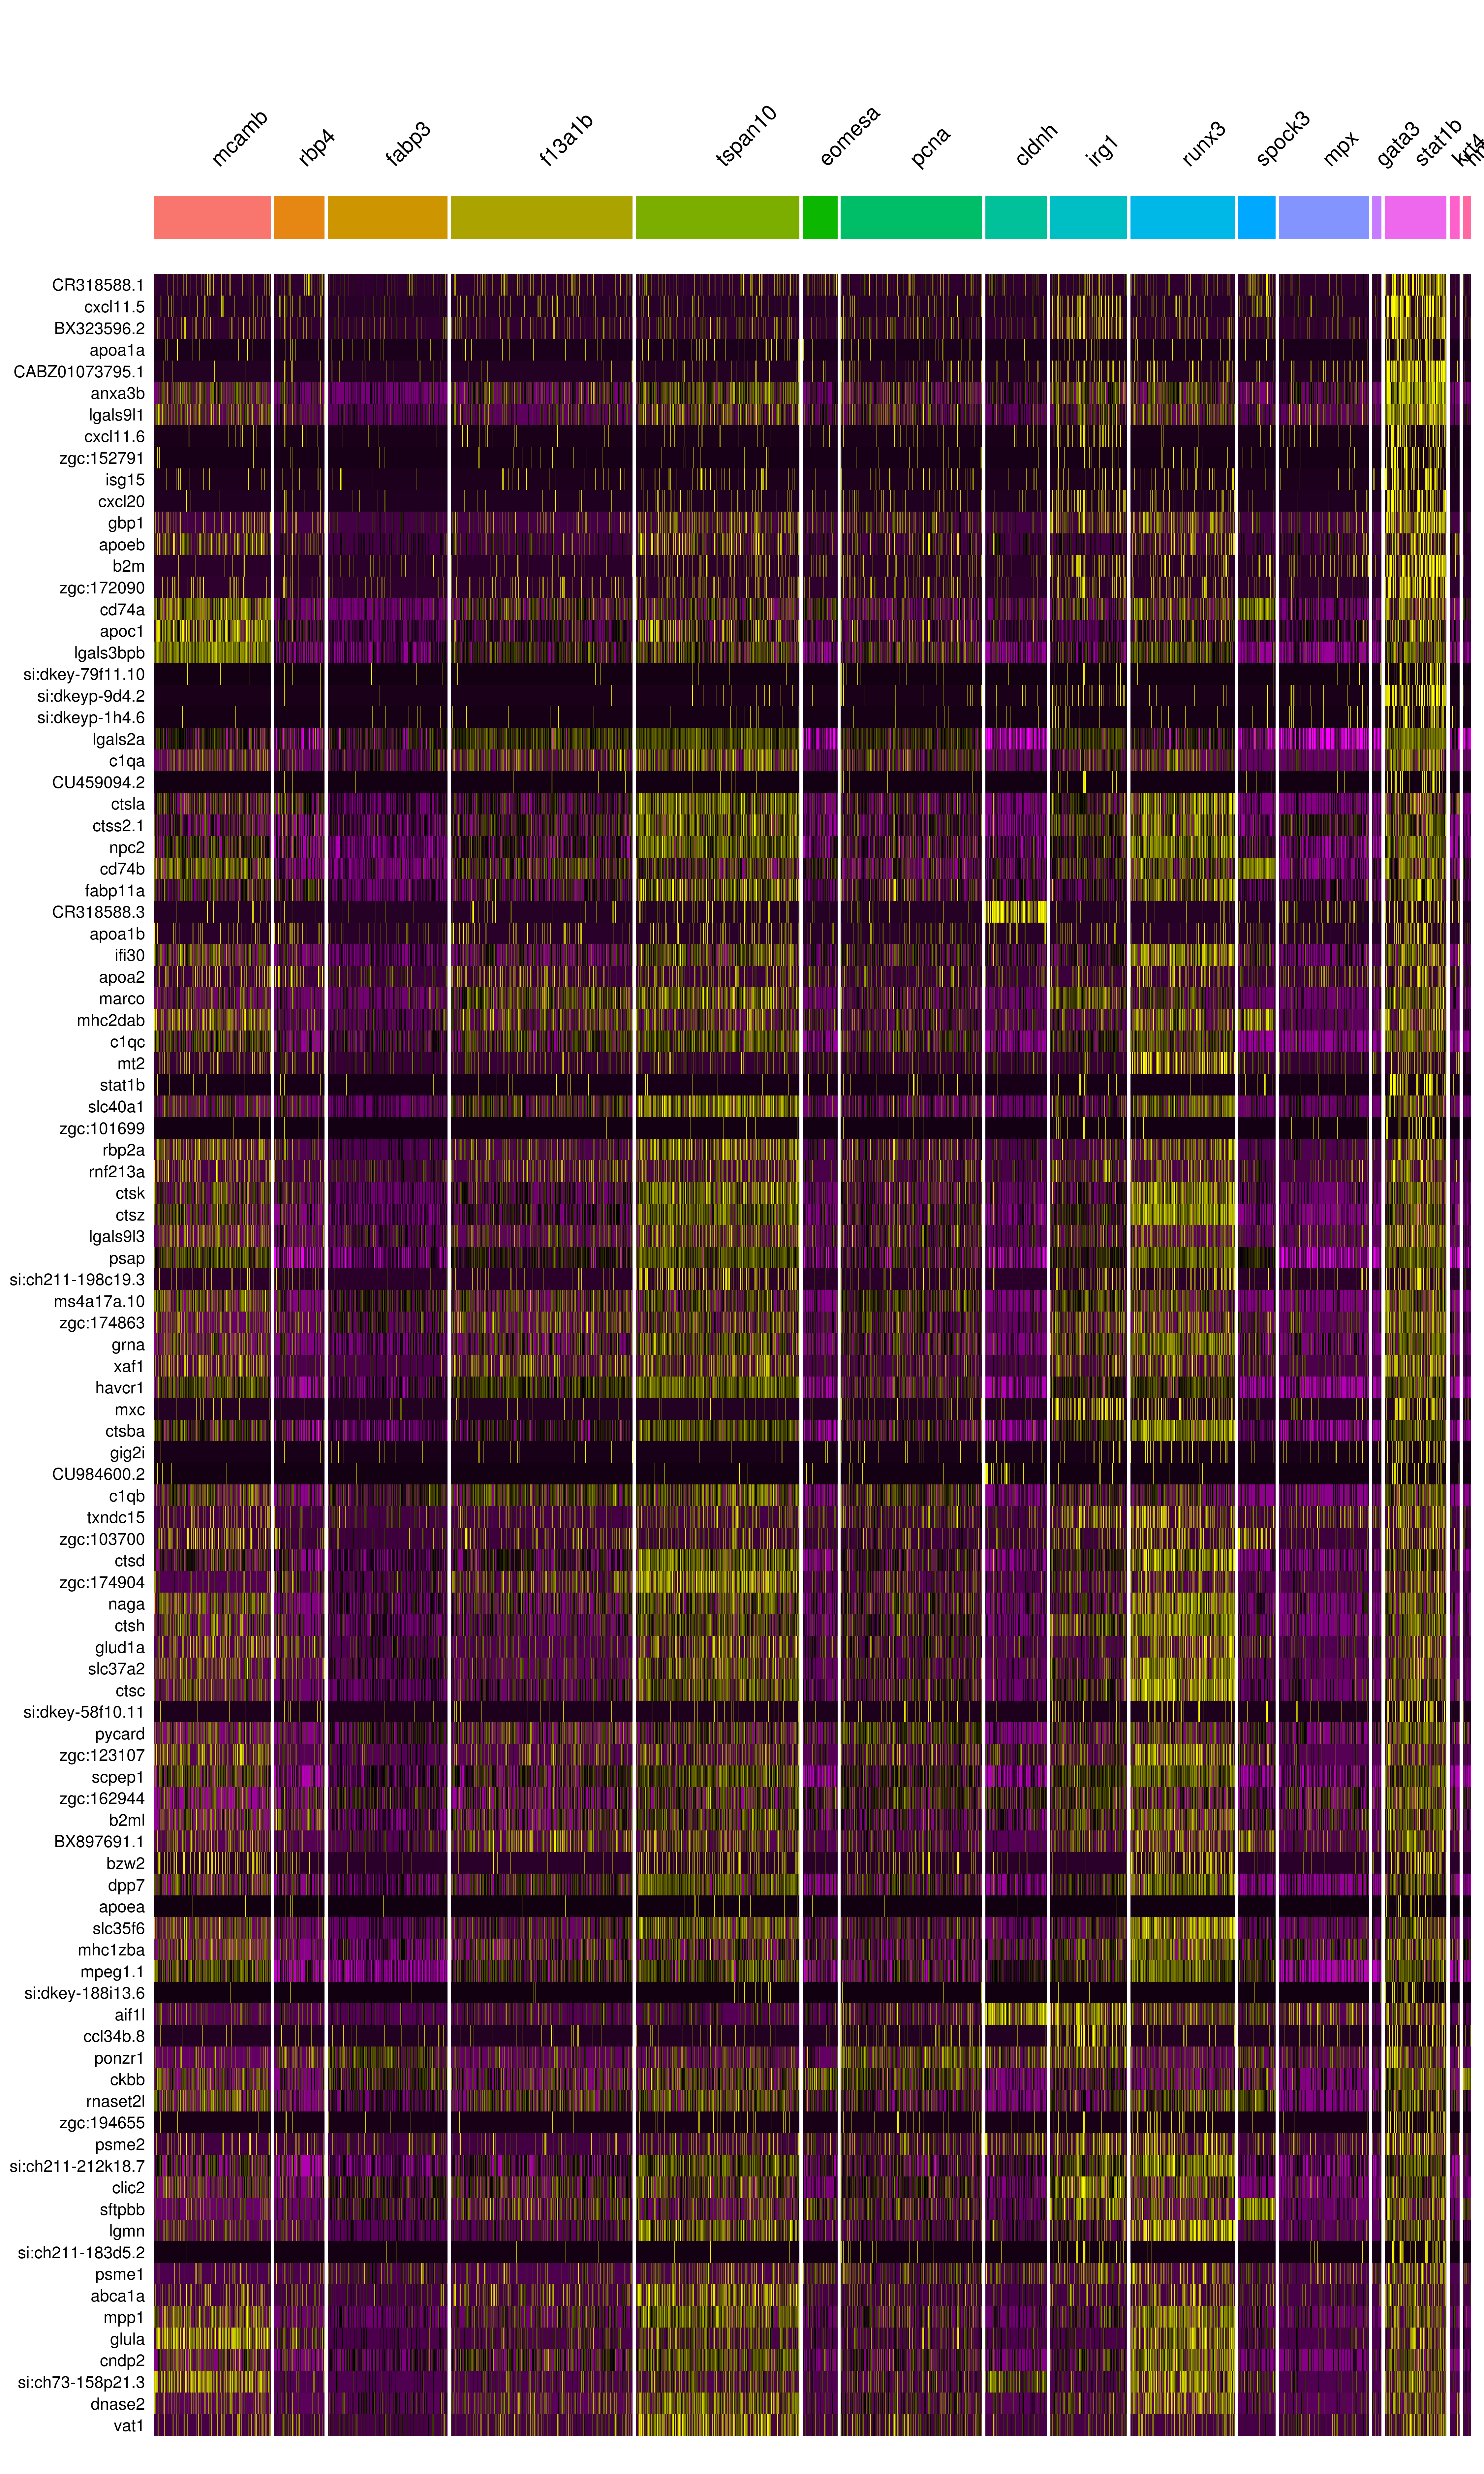 mcamb
rbp4
fabp3
f13a1b
tspan10
eomesa
pcna
cldnh
irg1
runx3
spock3
mpx
gata3
stat1b
krt4
CR318588.1
cxcl11.5
BX323596.2
apoa1a
CABZ01073795.1
anxa3b
lgals9l1
cxcl11.6
zgc:152791
isg15
cxcl20
gbp1
apoeb
b2m
zgc:172090
cd74a
apoc1
lgals3bpb
si:dkey-79f11.10
si:dkeyp-9d4.2
si:dkeyp-1h4.6
lgals2a
c1qa
CU459094.2
ctsla
ctss2.1
npc2
cd74b
fabp11a
CR318588.3
apoa1b
ifi30
apoa2
marco
mhc2dab
c1qc
mt2
stat1b
slc40a1
zgc:101699
rbp2a
rnf213a
ctsk
ctsz
lgals9l3
psap
si:ch211-198c19.3
ms4a17a.10
zgc:174863
grna
xaf1
havcr1
mxc
ctsba
gig2i
CU984600.2
c1qb
txndc15
zgc:103700
ctsd
zgc:174904
naga
ctsh
glud1a
slc37a2
ctsc
si:dkey-58f10.11
pycard
zgc:123107
scpep1
zgc:162944
b2ml
BX897691.1
bzw2
dpp7
apoea
slc35f6
mhc1zba
mpeg1.1
si:dkey-188i13.6
aif1l
ccl34b.8
ponzr1
ckbb
rnaset2l
zgc:194655
psme2
si:ch211-212k18.7
clic2
sftpbb
lgmn
si:ch211-183d5.2
psme1
abca1a
mpp1
glula
cndp2
si:ch73-158p21.3
dnase2
vat1